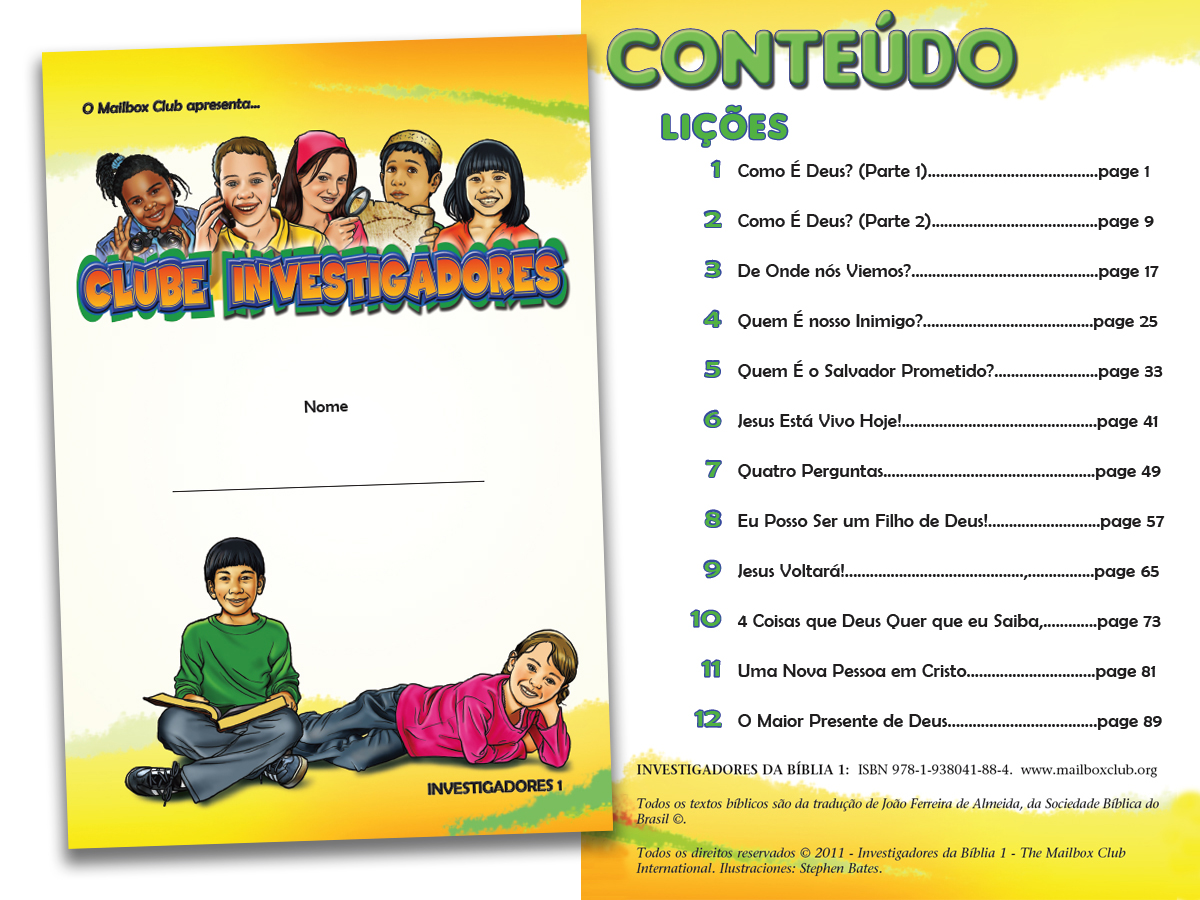 O Mailbox Club apresenta...
CLUBE INVESTIGADORES
Nome
INVESTIGADORES 1
CONTEÚDO
LIÇÕES
1 Como É Deus? (Parte 1).........................................page 1
2 Como É Deus? (Parte 2)........................................page 9
3 De Onde nós Viemos?.............................................page 17
4 Quem É nosso Inimigo?.........................................page 25
5 Quem É o Salvador Prometido?.........................page 33
6 Jesus Está Vivo Hoje!...............................................page 41
7 Quatro Perguntas...................................................page 49
8 Eu Posso Ser um Filho de Deus!...........................page 57
9 Jesus Voltará!...........................................,................page 65
10 4 Coisas que Deus Quer que eu Saiba,.............page 73
11 Uma Nova Pessoa em Cristo...............................page 81
12 O Maior Presente de Deus....................................page 89
INVESTIGADORES DA BÍBLIA 1: ISBN 978-1-938041-88-4. www.mailboxclub.org
Todos os textos bíblicos são da tradução de João Ferreira de Almeida, da Sociedade Bíblica do
Brasil ©.
Todos os direitos reservados © 2011 - Investigadores da Bíblia 1 - The Mailbox Club
International. Ilustraciones: Stephen Bates.